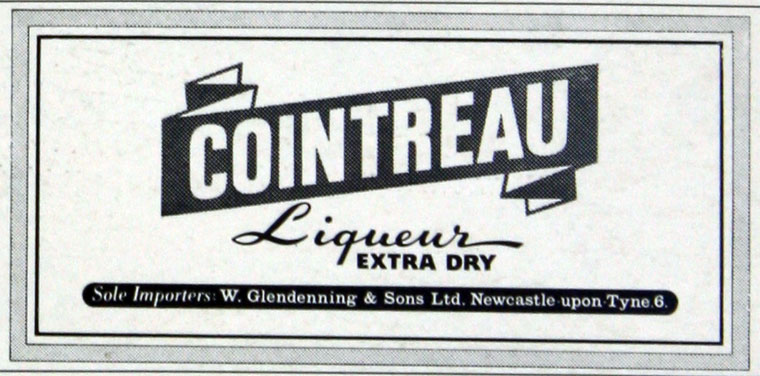 COINTREAU
Liqueur
EXTRA DRY
Sole Importers: W. Glendenning & Sons Ltd. Newcastle-upon-Tyne.6.